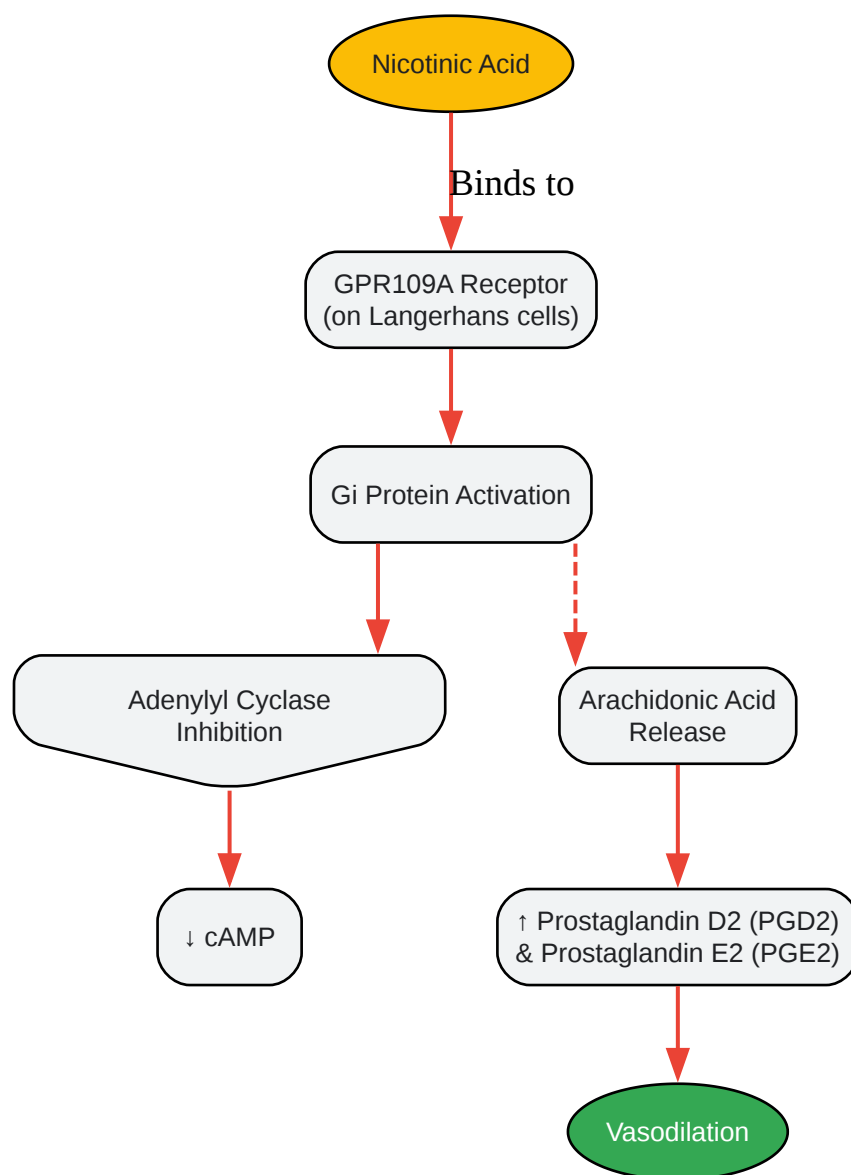 Nicotinic Acid
Binds to
GPR109A Receptor
(on Langerhans cells)
Gi Protein Activation
Adenylyl Cyclase
Inhibition
Arachidonic Acid
Release
↓ cAMP
↑ Prostaglandin D2 (PGD2)
& Prostaglandin E2 (PGE2)
Vasodilation